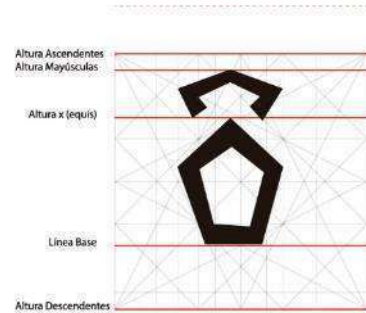 Altura Ascendentes
Altura Mayúsculas
Altura x (equis)
Línea Base
Altura Descendentes